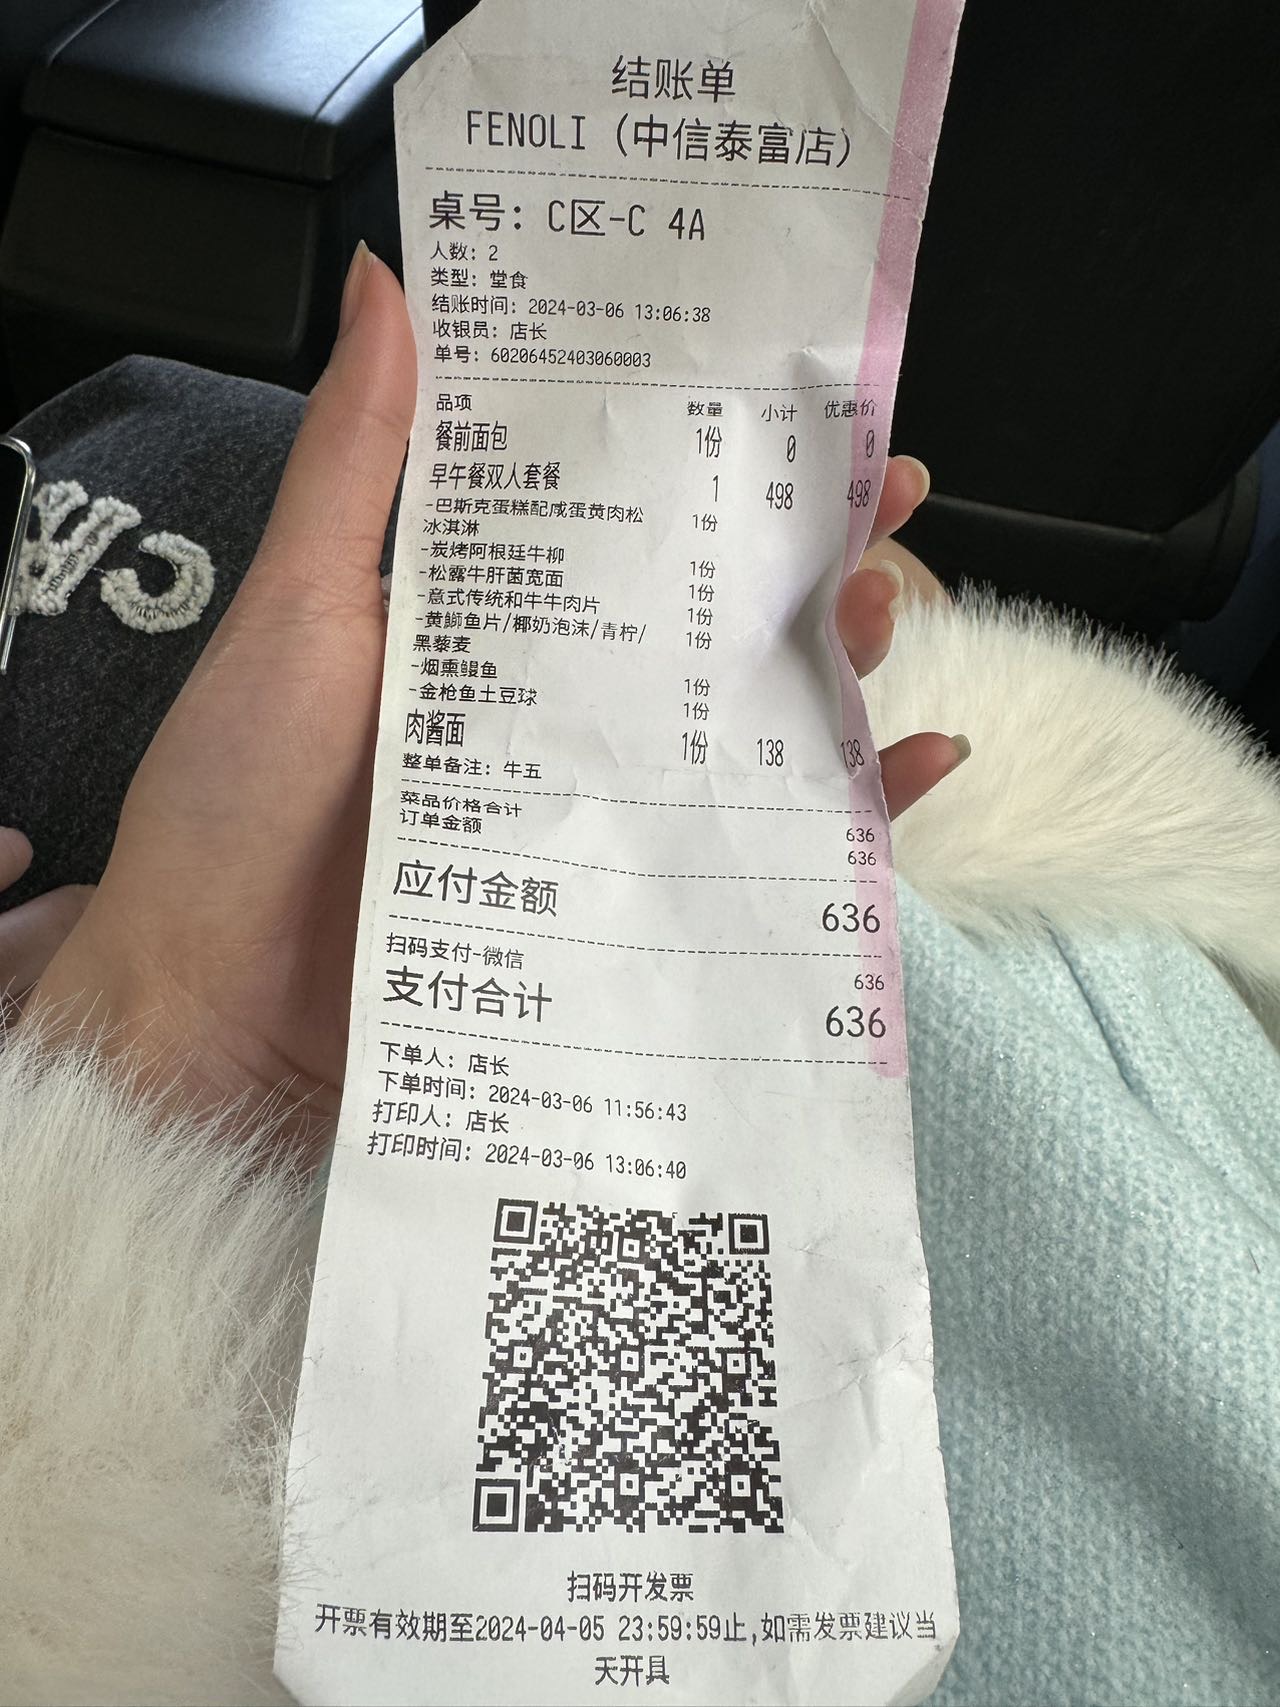 结账单
FENOLI (中信泰富店)
桌号: C区-C 4A
人数: 2
类型: 堂食
结账时间: 2024-03-06 13:06:38
收银员: 店长
单号: 60206452403060003
品项 数量 小计 优惠价
餐前面包 1份 0 0
早午餐双人套餐 1 498 498
-巴斯克蛋糕配咸蛋黄肉松 1份
冰淇淋
-炭烤阿根廷牛柳 1份
-松露牛肝菌宽面 1份
-意式传统和牛牛肉片 1份
-黄鰤鱼片/椰奶泡沫/青柠/ 1份
黑藜麦
-烟熏鳗鱼 1份
-金枪鱼土豆球 1份
肉酱面 1份 138 138
整单备注: 牛五
菜品价格合计 636
订单金额 636
应付金额 636
扫码支付-微信 636
支付合计 636
下单人: 店长
下单时间: 2024-03-06 11:56:43
打印人: 店长
打印时间: 2024-03-06 13:06:40
扫码开发票
开票有效期至2024-04-05 23:59:59止,如需发票建议当
天开具